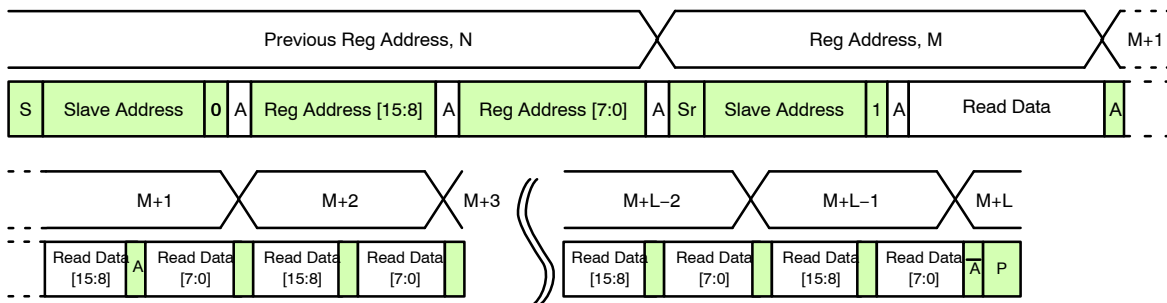 Previous Reg Address, N Reg Address, M M+1
S Slave Address 0 A Reg Address [15:8] A Reg Address [7:0] A Sr Slave Address 1 A Read Data A
M+1 M+2 M+3 M+L−2 M+L−1 M+L
Read Data A Read Data Read Data Read Data Read Data Read Data Read Data Read Data A̅ P
[15:8] [7:0] [15:8] [7:0] [15:8] [7:0] [15:8] [7:0]